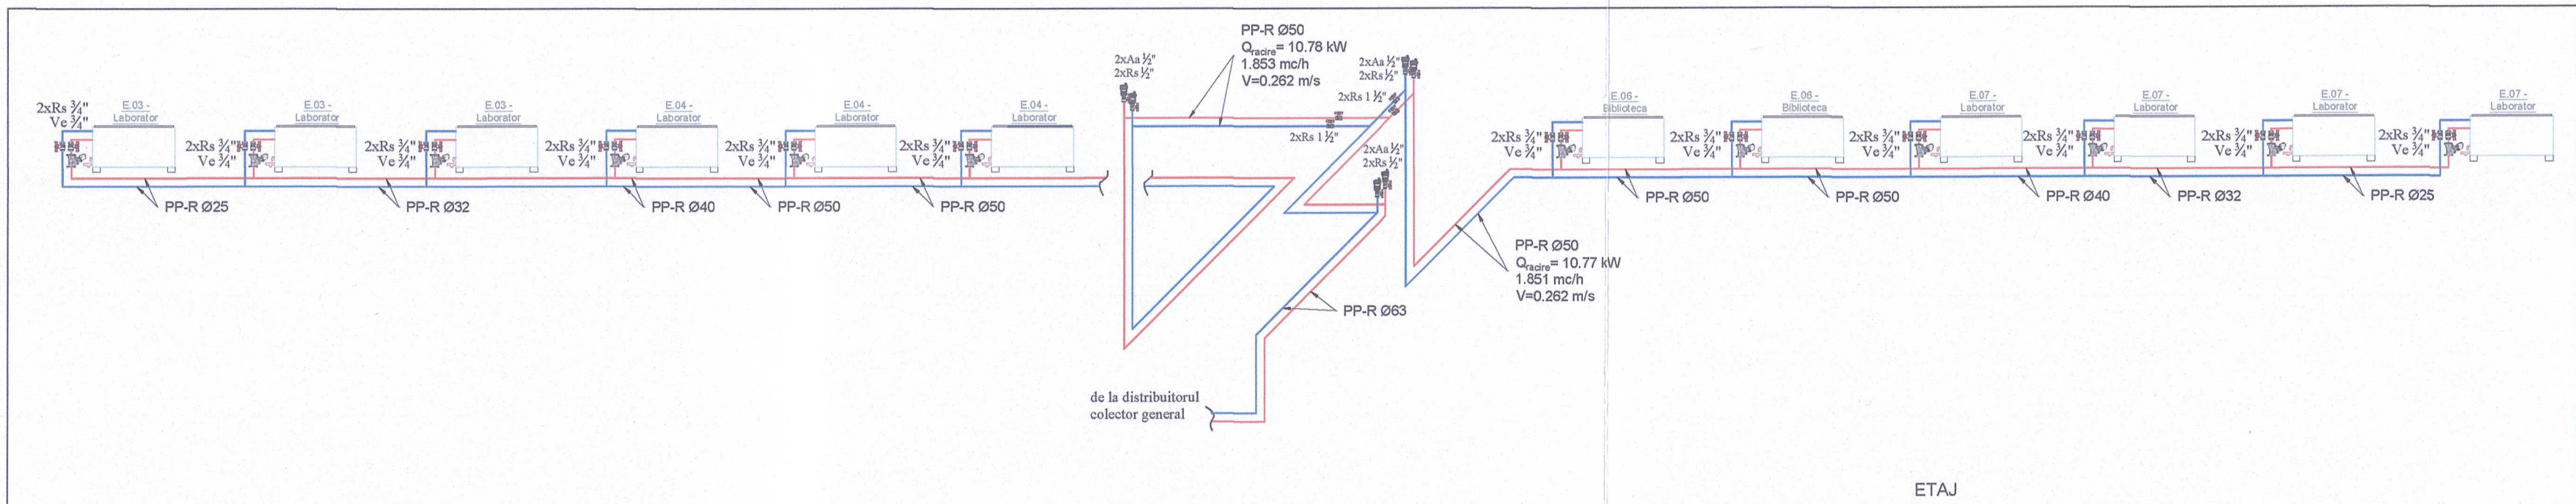 PP-R Ø50
Qracire= 10.78 kW
1.853 mc/h
V=0.262 m/s
2xAa ½"
2xRs ½"
2xAa ½"
2xRs ½"
2xRs 1 ½"
2xRs 1 ½"
2xAa ½"
2xRs ½"
2xRs ¾"
Ve ¾"
E.03 -
Laborator
2xRs ¾"
Ve ¾"
E.03 -
Laborator
2xRs ¾"
Ve ¾"
E.03 -
Laborator
2xRs ¾"
Ve ¾"
E.04 -
Laborator
2xRs ¾"
Ve ¾"
E.04 -
Laborator
2xRs ¾"
Ve ¾"
E.04 -
Laborator
2xRs ¾"
Ve ¾"
E.06 -
Biblioteca
2xRs ¾"
Ve ¾"
E.06 -
Biblioteca
2xRs ¾"
Ve ¾"
E.07 -
Laborator
2xRs ¾"
Ve ¾"
E.07 -
Laborator
2xRs ¾"
Ve ¾"
E.07 -
Laborator
2xRs ¾"
Ve ¾"
E.07 -
Laborator
PP-R Ø25
PP-R Ø32
PP-R Ø40
PP-R Ø50
PP-R Ø50
PP-R Ø50
PP-R Ø50
PP-R Ø40
PP-R Ø32
PP-R Ø25
PP-R Ø50
Qracire= 10.77 kW
1.851 mc/h
V=0.262 m/s
PP-R Ø63
de la distribuitorul
colector general
ETAJ